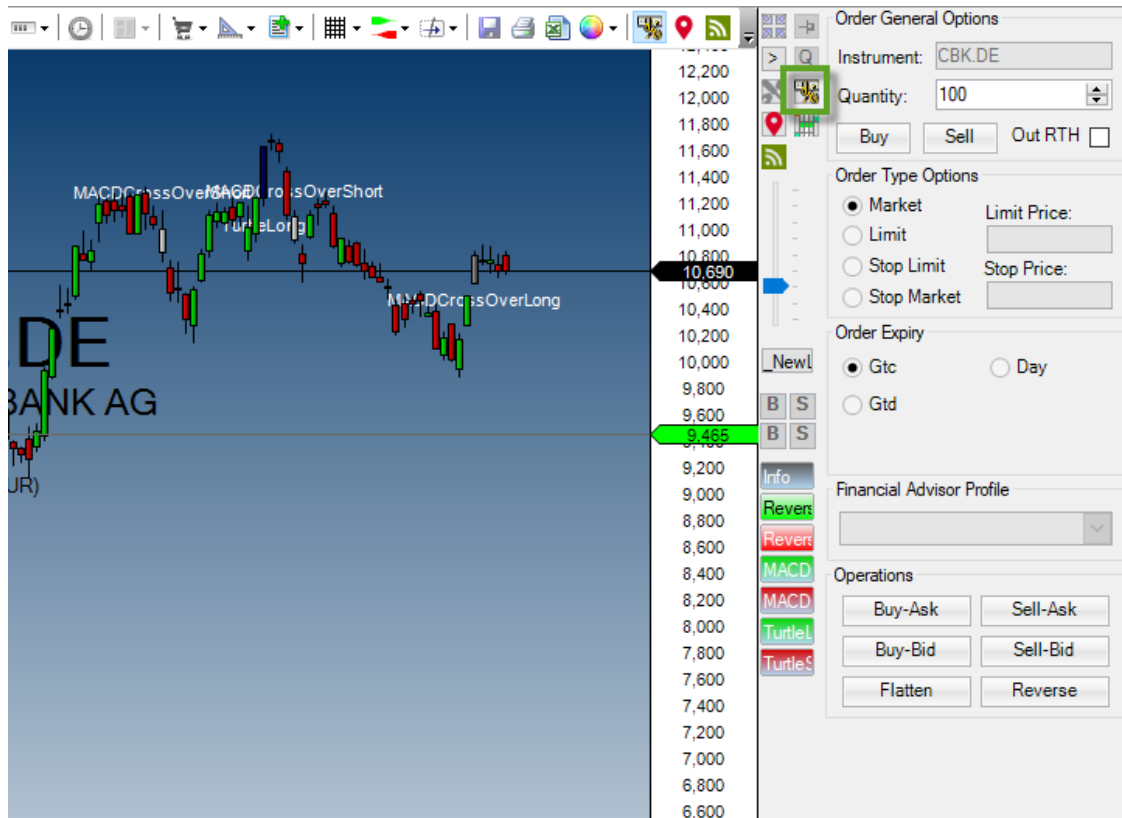 12,200
12,000
11,800
11,600
11,400
11,200
11,000
10,800
10,690
10,600
10,400
10,200
10,000
9,800
9,600
9,465
9,200
9,000
8,800
8,600
8,400
8,200
8,000
7,800
7,600
7,400
7,200
7,000
6,800
6,600
MACDCrossOverShort
MACDCrossOverShort
TurtleLong
MACDCrossOverLong
.DE
BANK AG
UR)
>
Q
_NewL
B S
B S
Info
Revers
Revers
MACD
MACD
TurtleL
TurtleS
Order General Options
Instrument: CBK.DE
Quantity: 100
Buy Sell Out RTH
Order Type Options
Market
Limit Price:
Limit
Stop Limit
Stop Price:
Stop Market
Order Expiry
Gtc Day
Gtd
Financial Advisor Profile
Operations
Buy-Ask Sell-Ask
Buy-Bid Sell-Bid
Flatten Reverse